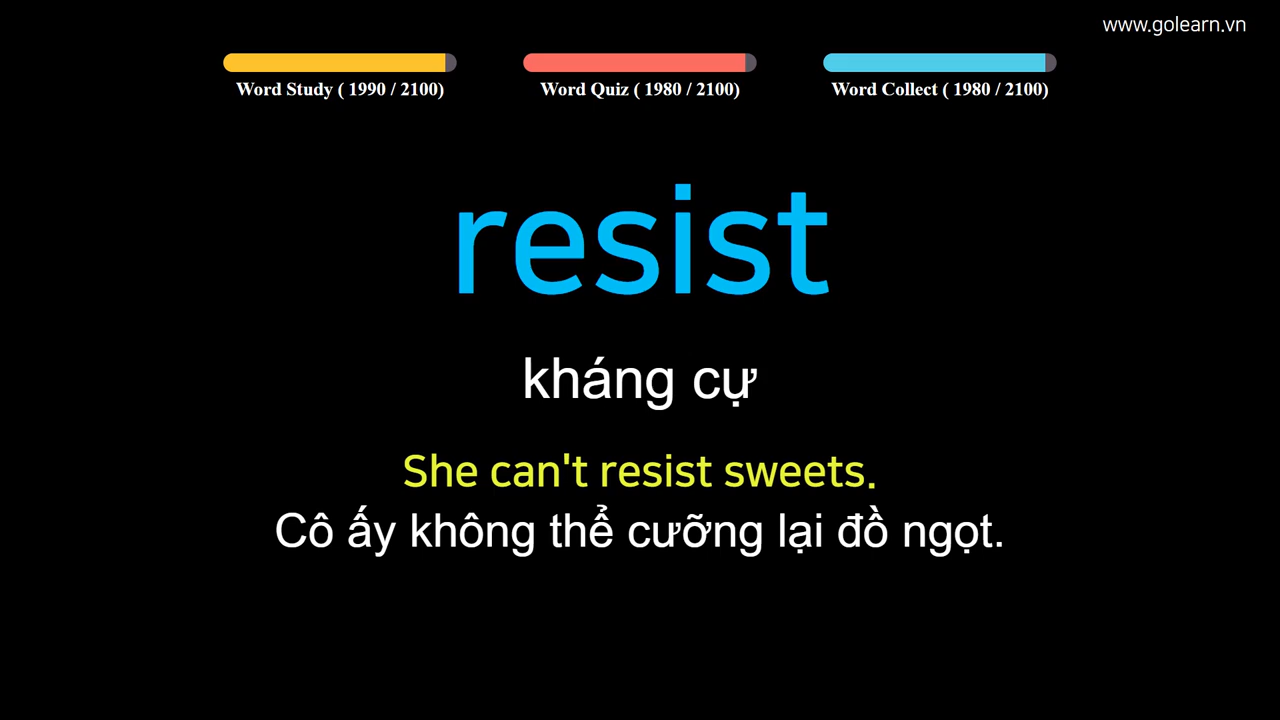 www.golearn.vn
Word Study ( 1990 / 2100)
Word Quiz ( 1980 / 2100)
Word Collect ( 1980 / 2100)
resist
kháng cự
She can't resist sweets.
Cô ấy không thể cưỡng lại đồ ngọt.